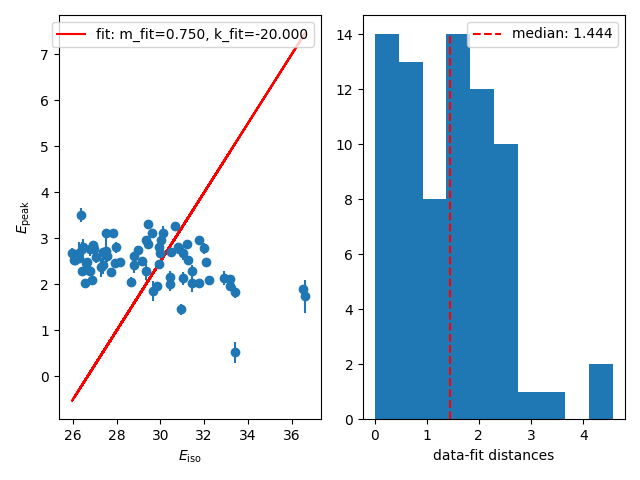 fit: m_fit=0.750, k_fit=-20.000
7
6
5
4
3
2
1
0
E_peak
26 28 30 32 34 36
E_iso
median: 1.444
14
12
10
8
6
4
2
0
0 1 2 3 4
data-fit distances